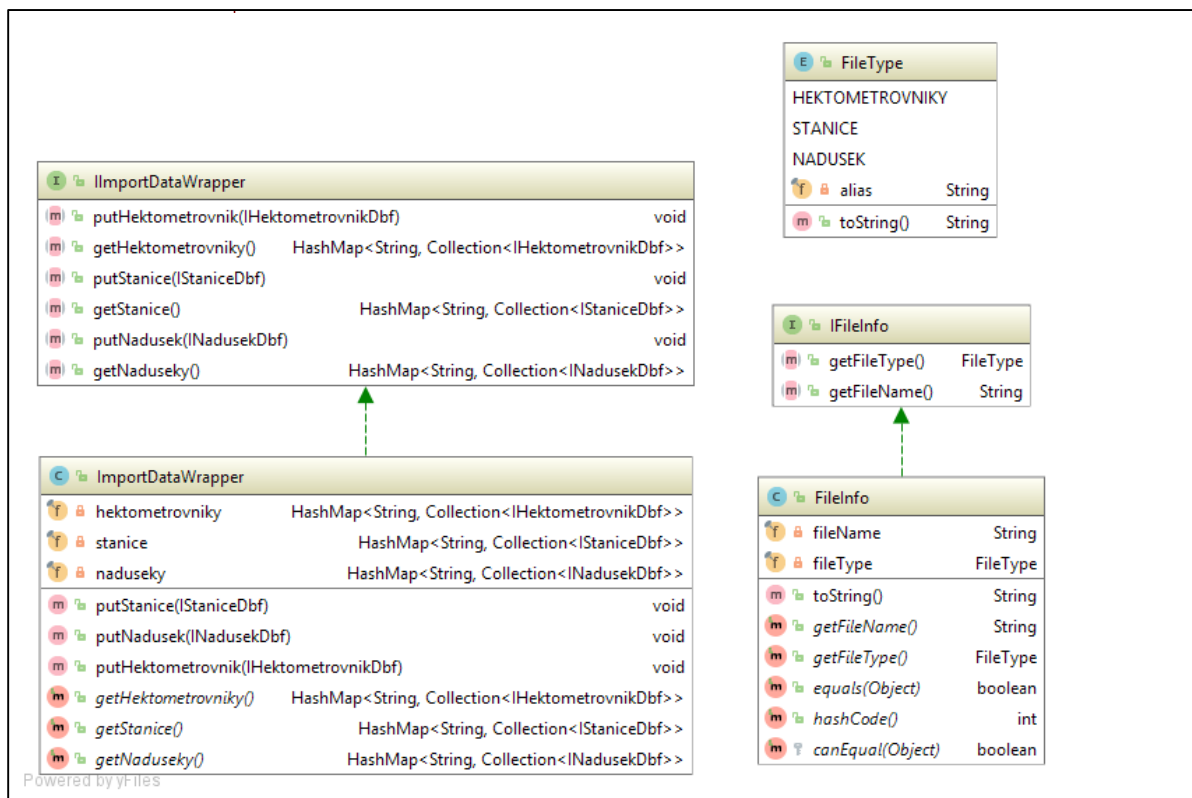 IImportDataWrapper
putHektometrovnik(IHektometrovnikDbf) void
getHektometrovniky() HashMap<String, Collection<IHektometrovnikDbf>>
putStanice(IStaniceDbf) void
getStanice() HashMap<String, Collection<IStaniceDbf>>
putNadusek(INadusekDbf) void
getNaduseky() HashMap<String, Collection<INadusekDbf>>
ImportDataWrapper
hektometrovniky HashMap<String, Collection<IHektometrovnikDbf>>
stanice HashMap<String, Collection<IStaniceDbf>>
naduseky HashMap<String, Collection<INadusekDbf>>
putStanice(IStaniceDbf) void
putNadusek(INadusekDbf) void
putHektometrovnik(IHektometrovnikDbf) void
getHektometrovniky() HashMap<String, Collection<IHektometrovnikDbf>>
getStanice() HashMap<String, Collection<IStaniceDbf>>
getNaduseky() HashMap<String, Collection<INadusekDbf>>
Powered by yFiles
FileType
HEKTOMETROVNIKY
STANICE
NADUSEK
alias String
toString() String
IFileInfo
getFileType() FileType
getFileName() String
FileInfo
fileName String
fileType FileType
toString() String
getFileName() String
getFileType() FileType
equals(Object) boolean
hashCode() int
canEqual(Object) boolean